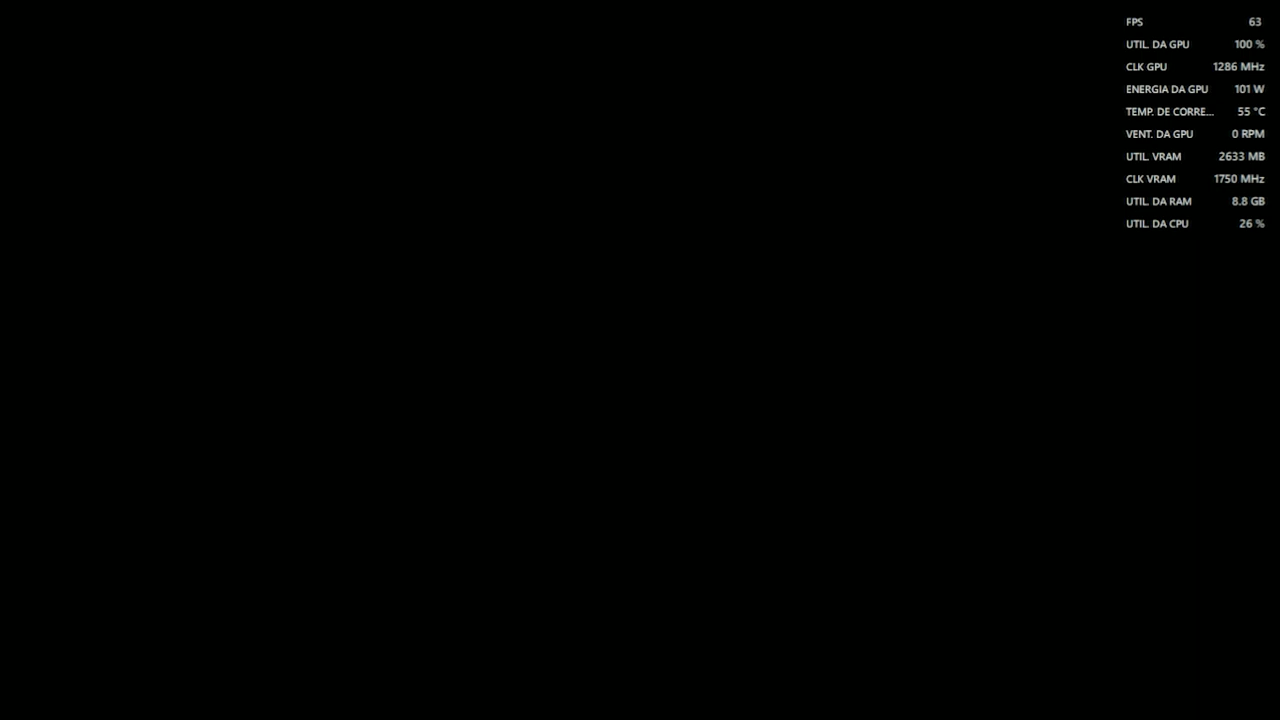 FPS 63
UTIL. DA GPU 100 %
CLK GPU 1286 MHz
ENERGIA DA GPU 101 W
TEMP. DE CORRE... 55 °C
VENT. DA GPU 0 RPM
UTIL. VRAM 2633 MB
CLK VRAM 1750 MHz
UTIL. DA RAM 8.8 GB
UTIL. DA CPU 26 %